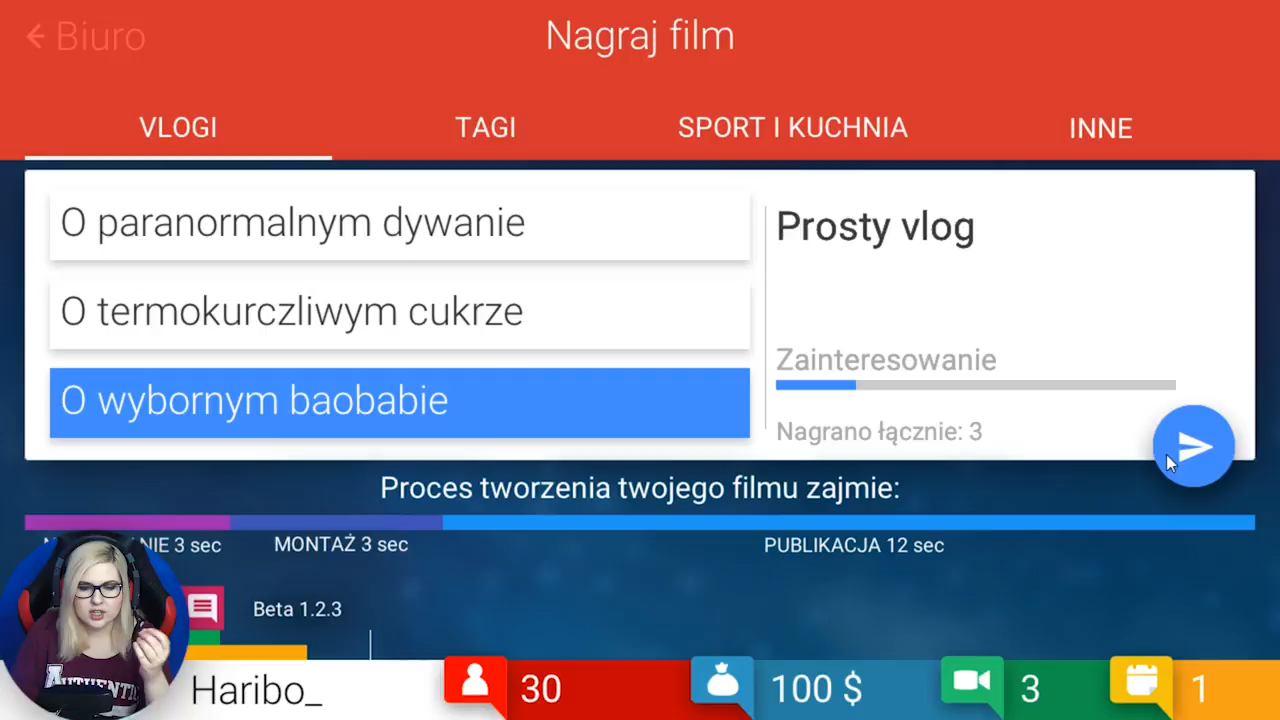 Biuro
Nagraj film
VLOGI
TAGI
SPORT I KUCHNIA
INNE
O paranormalnym dywanie
O termokurczliwym cukrze
O wybornym baobabie
Prosty vlog
Zainteresowanie
Nagrano łącznie: 3
Proces tworzenia twojego filmu zajmie:
3 sec
MONTAŻ 3 sec
PUBLIKACJA 12 sec
Beta 1.2.3
Haribo_
30
100 $
3
1